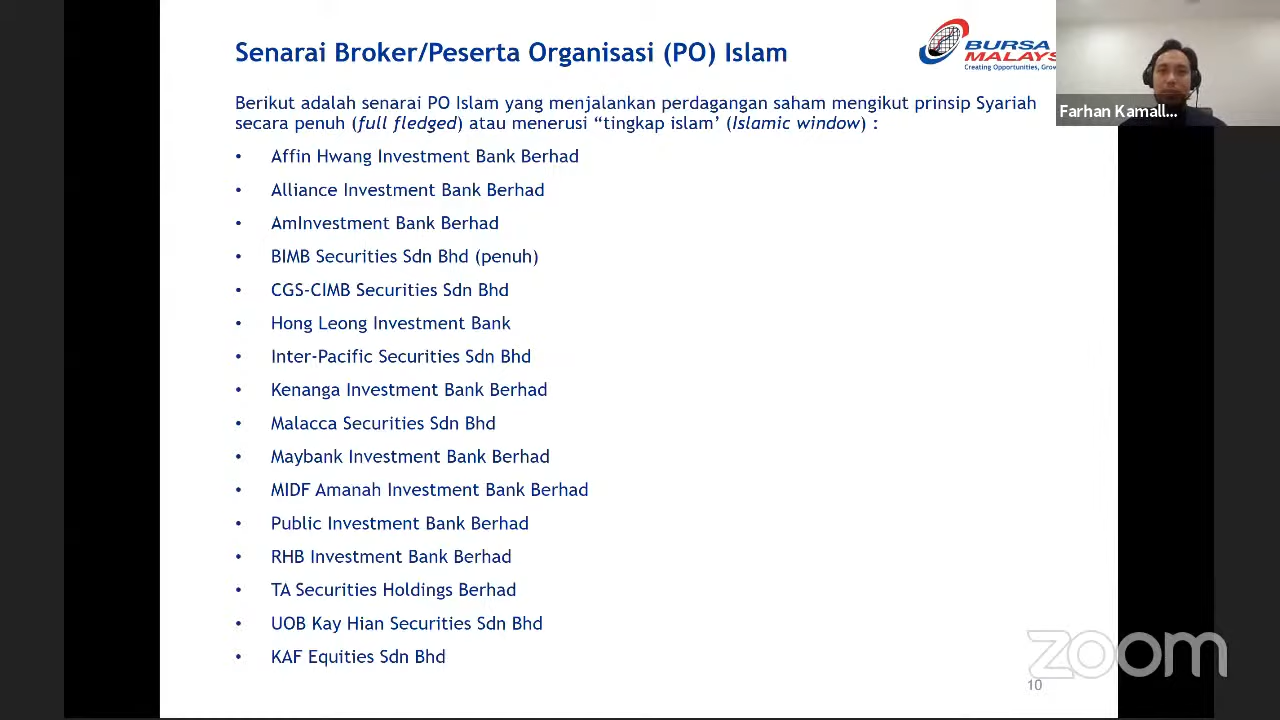 Senarai Broker/Peserta Organisasi (PO) Islam
BURSA
MALAYS
Creating Opportunities, Grow
Farhan Kamall...
Berikut adalah senarai PO Islam yang menjalankan perdagangan saham mengikut prinsip Syariah
secara penuh (full fledged) atau menerusi “tingkap islam’ (Islamic window) :
• Affin Hwang Investment Bank Berhad
• Alliance Investment Bank Berhad
• AmInvestment Bank Berhad
• BIMB Securities Sdn Bhd (penuh)
• CGS-CIMB Securities Sdn Bhd
• Hong Leong Investment Bank
• Inter-Pacific Securities Sdn Bhd
• Kenanga Investment Bank Berhad
• Malacca Securities Sdn Bhd
• Maybank Investment Bank Berhad
• MIDF Amanah Investment Bank Berhad
• Public Investment Bank Berhad
• RHB Investment Bank Berhad
• TA Securities Holdings Berhad
• UOB Kay Hian Securities Sdn Bhd
• KAF Equities Sdn Bhd
zoom
10